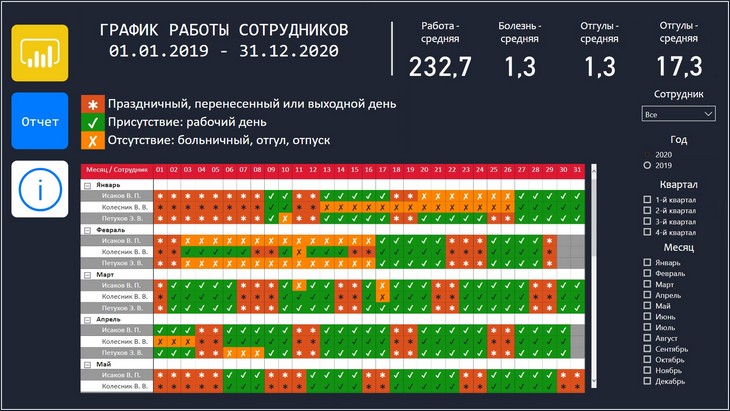 ГРАФИК РАБОТЫ СОТРУДНИКОВ
01.01.2019 - 31.12.2020
Работа - средняя
232,7
Болезнь - средняя
1,3
Отгулы - средняя
1,3
Отгулы - средняя
17,3
Отчет
i
Праздничный, перенесенный или выходной день
Присутствие: рабочий день
Отсутствие: больничный, отгул, отпуск
Сотрудник
Все
Год
2020
2019
Квартал
1-й квартал
2-й квартал
3-й квартал
4-й квартал
Месяц
Январь
Февраль
Март
Апрель
Май
Июнь
Июль
Август
Сентябрь
Октябрь
Ноябрь
Декабрь
Месяц / Сотрудник 01 02 03 04 05 06 07 08 09 10 11 12 13 14 15 16 17 18 19 20 21 22 23 24 25 26 27 28 29 30 31
Январь
Исаков В. П.
Колесник В. В.
Петухов Э. В.
Февраль
Исаков В. П.
Колесник В. В.
Петухов Э. В.
Март
Исаков В. П.
Колесник В. В.
Петухов Э. В.
Апрель
Исаков В. П.
Колесник В. В.
Петухов Э. В.
Май
Исаков В. П.
Колесник В. В.